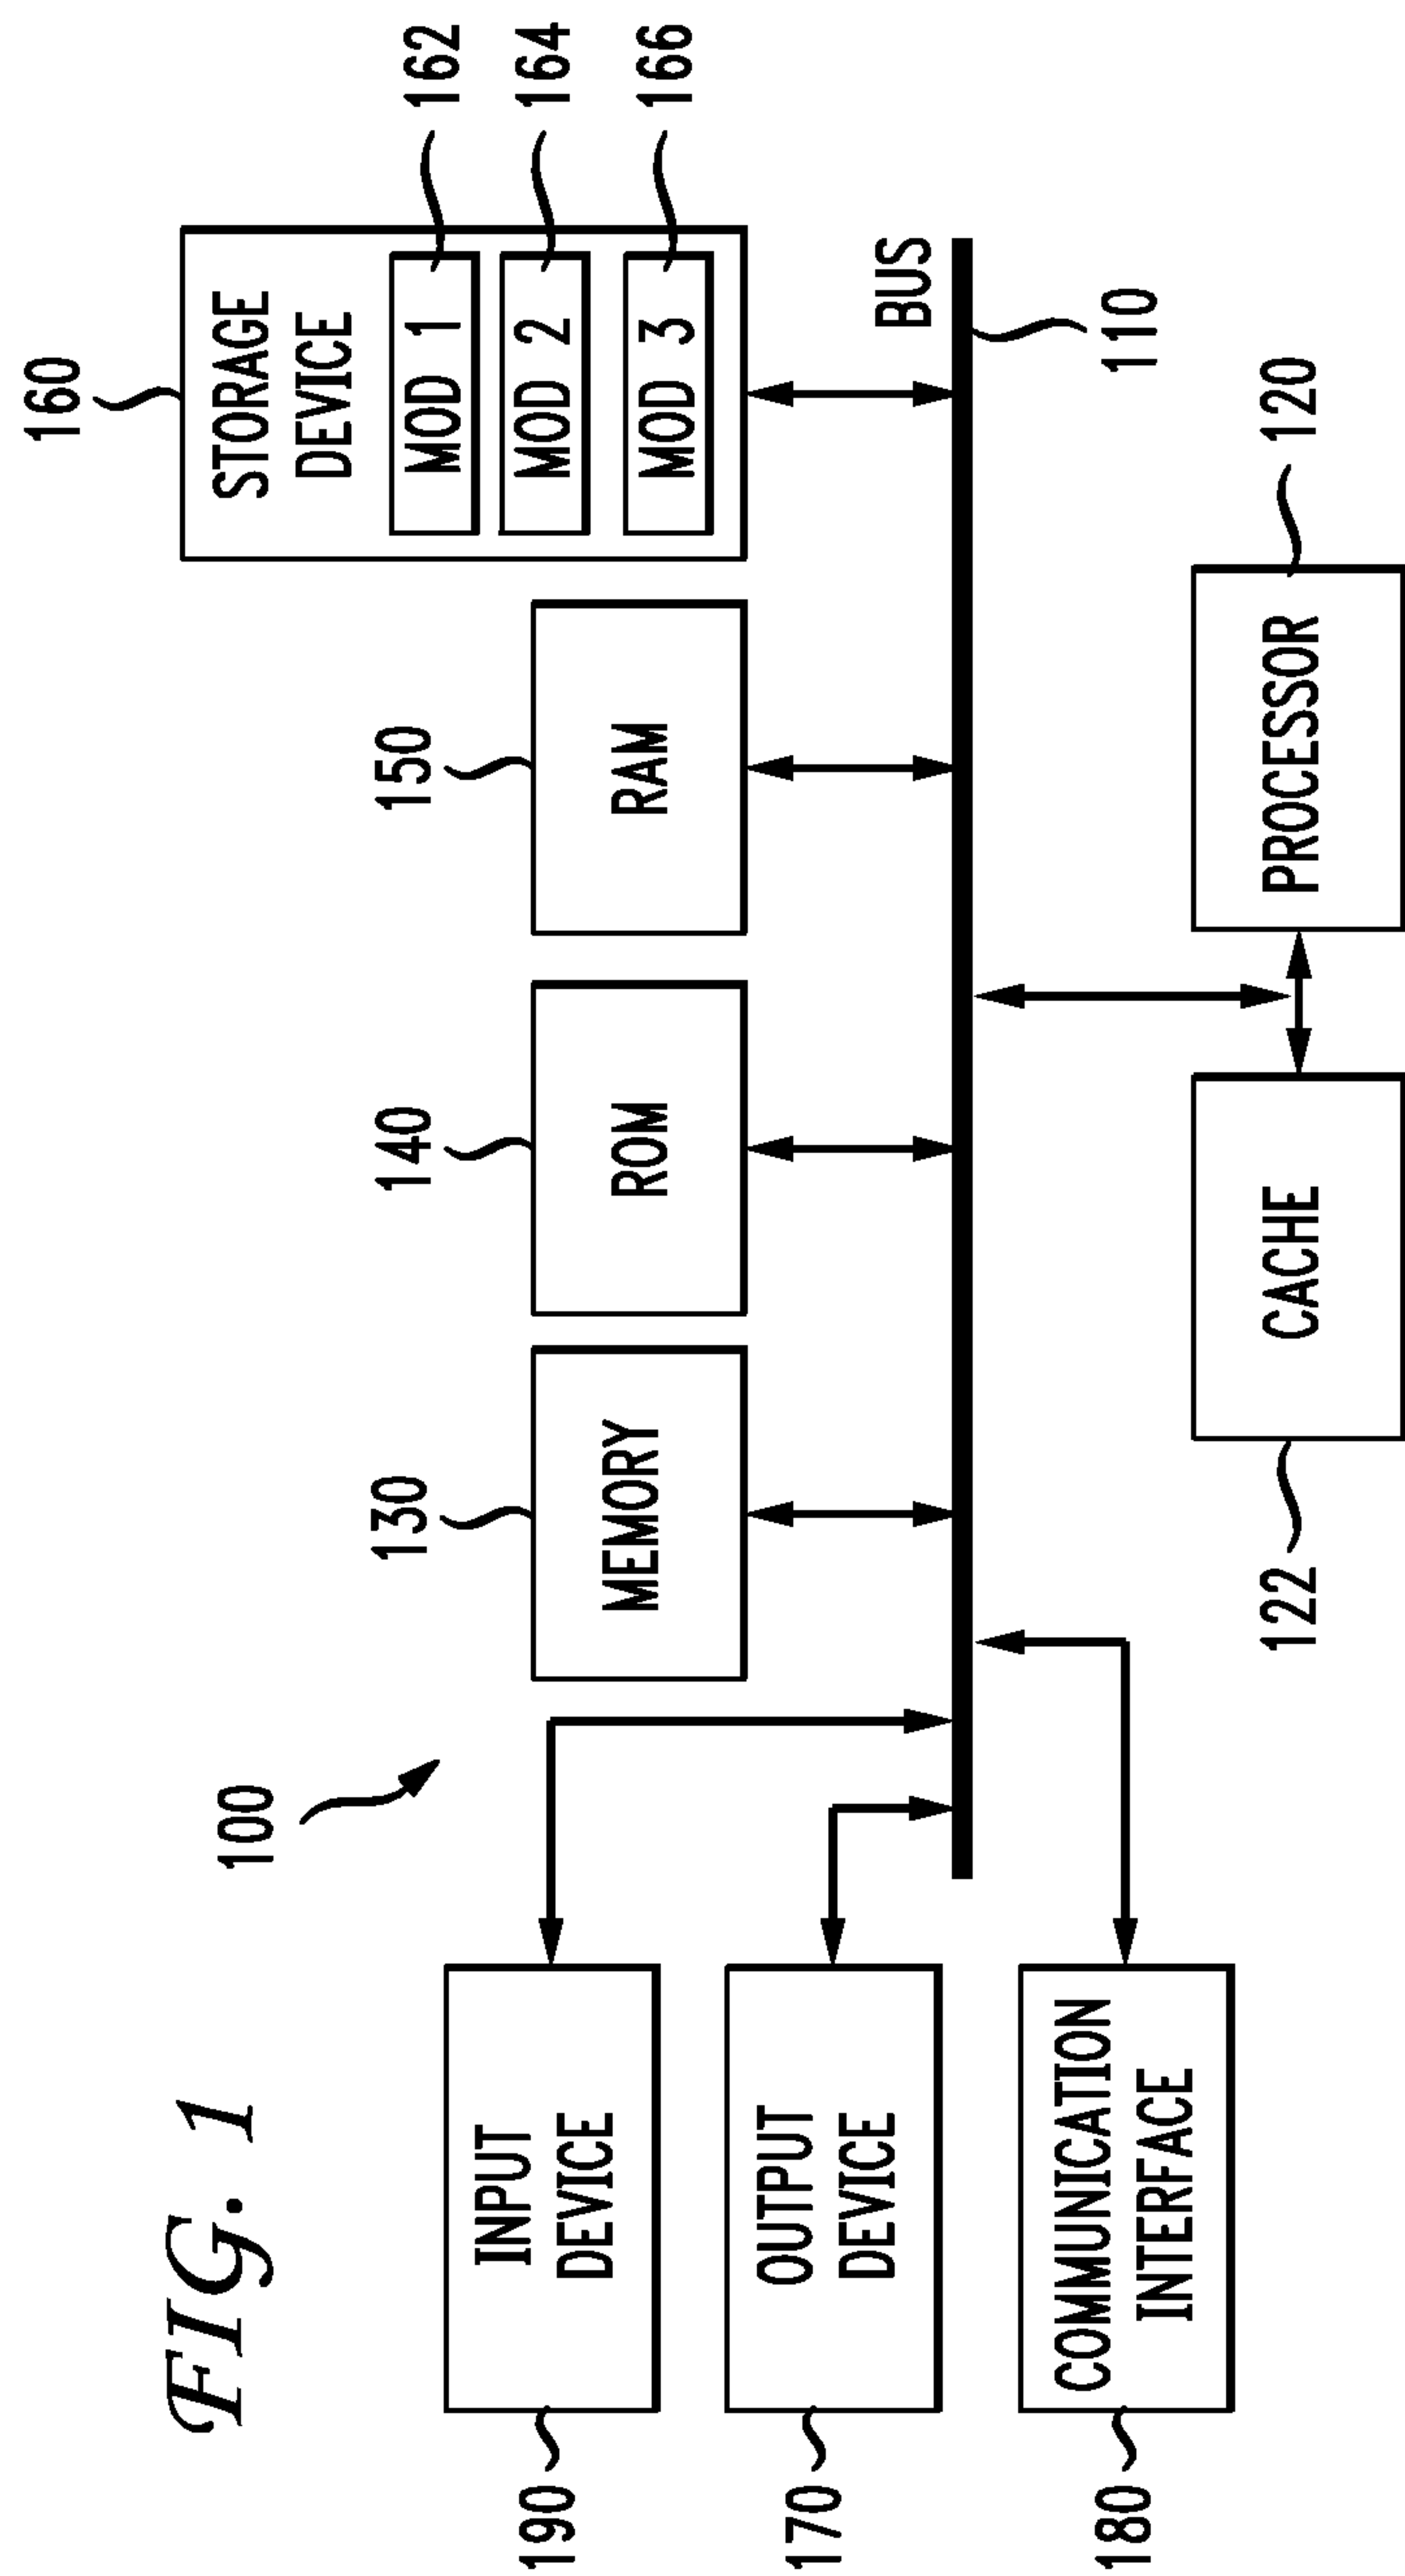 FIG. 1
100
160
STORAGE
DEVICE
MOD 1
162
MOD 2
164
MOD 3
166
130
140
150
MEMORY
ROM
RAM
190
INPUT
DEVICE
170
OUTPUT
DEVICE
BUS
110
180
COMMUNICATION
INTERFACE
122
CACHE
PROCESSOR
120